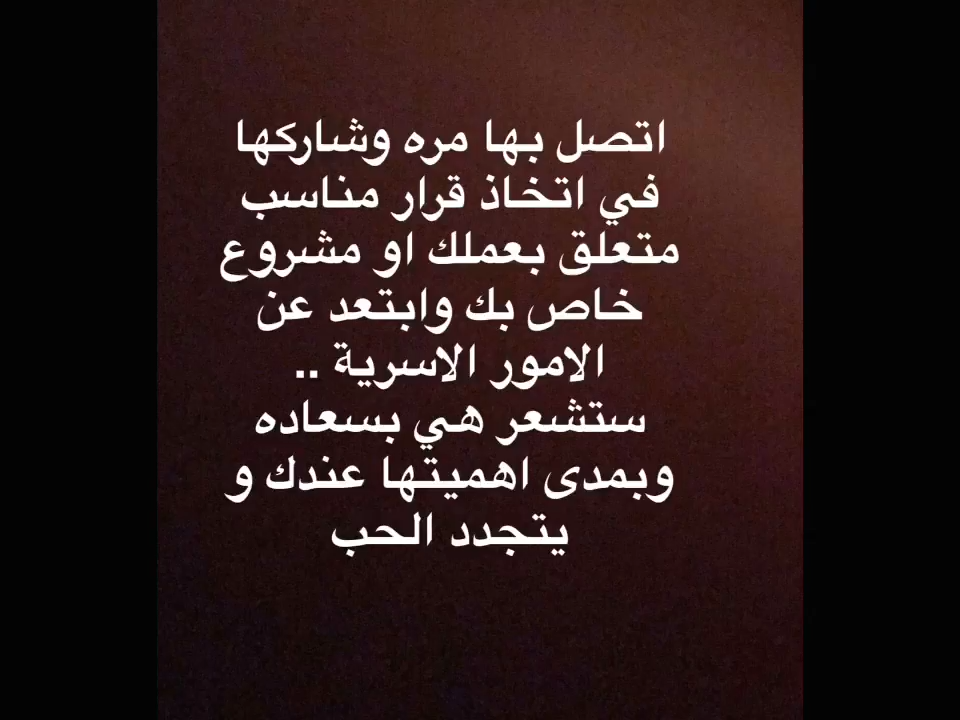 اتصل بها مره وشاركها
في اتخاذ قرار مناسب
متعلق بعملك او مشروع
خاص بك وابتعد عن
الامور الاسرية ..
ستشعر هي بسعاده
وبمدى اهميتها عندك و
يتجدد الحب